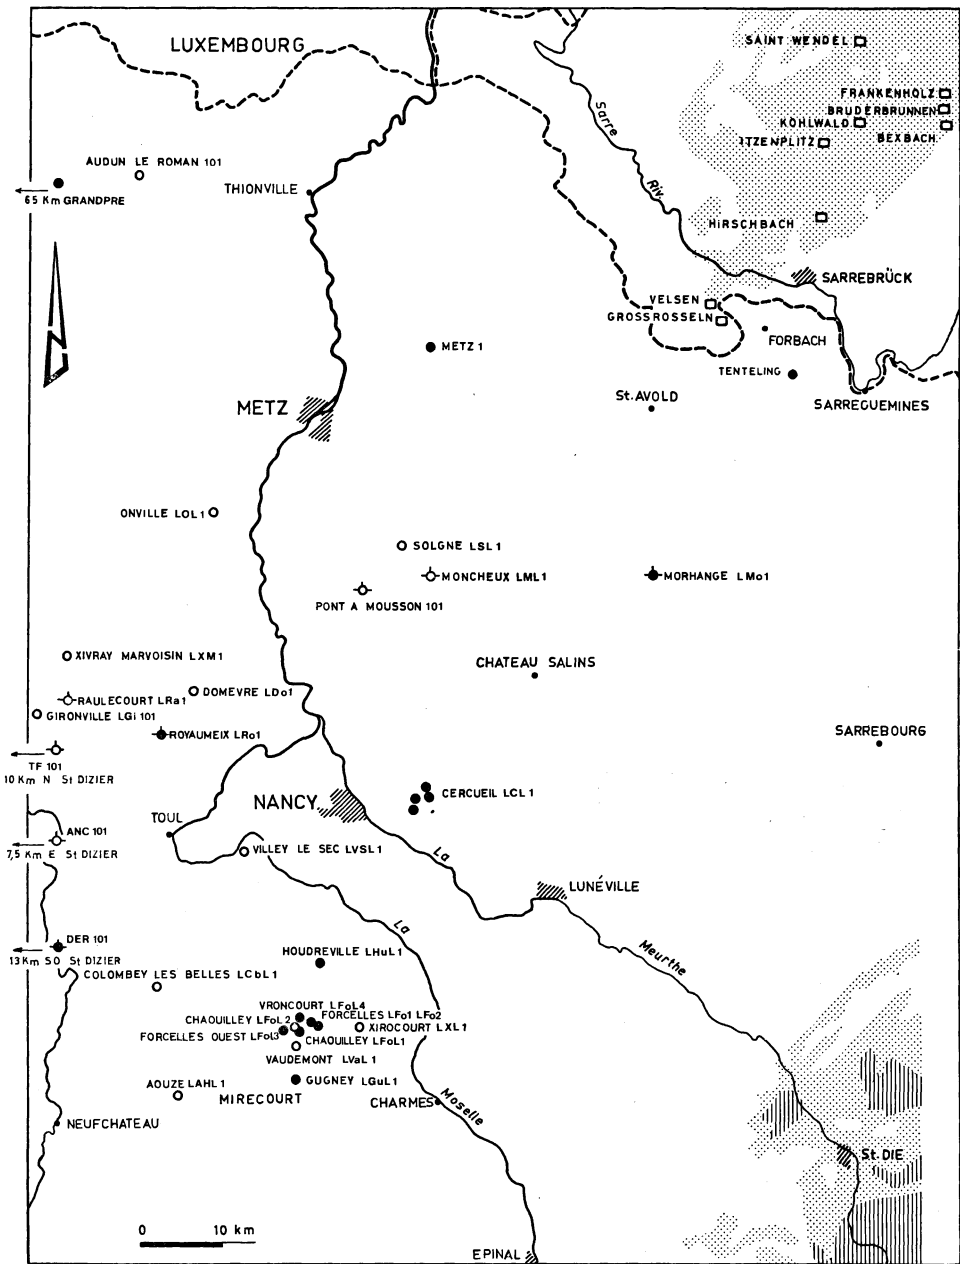 LUXEMBOURG
SAINT WENDEL
FRANKENHOLZ
BRUDERBRUNNEN
KOHLWALD
ITZENPLITZ
BEXBACH
Sarre
Riv.
AUDUN LE ROMAN 101
65 Km GRANDPRE
THIONVILLE
HIRSCHBACH
SARREBRÜCK
VELSEN
GROSSROSSELN
FORBACH
N
METZ 1
TENTELING
St. AVOLD
SARREGUEMINES
METZ
ONVILLE LOL1
SOLGNE LSL 1
MONCHEUX LML1
MORHANGE LMo1
PONT A MOUSSON 101
XIVRAY MARVOISIN LXM1
CHATEAU SALINS
DOMEVRE LDo1
RAULECOURT LRa1
GIRONVILLE LGi 101
ROYAUMEIX LRo1
SARREBOURG
TF 101
10 Km N St DIZIER
CERCUEIL LCL 1
NANCY
TOUL
ANC 101
7,5 Km E St DIZIER
VILLEY LE SEC LVSL1
La
LUNÉVILLE
La
Meurthe
DER 101
13 Km SO St DIZIER
HOUDREVILLE LHuL1
COLOMBEY LES BELLES LCbL1
VRONCOURT LFoL4
CHAOUILLEY LFoL2
FORCELLES LFo1 LFo2
XIROCOURT LXL1
FORCELLES OUEST LFoL3
CHAOUILLEY LFoL1
VAUDEMONT LVaL1
GUGNEY LGuL1
AOUZE LAHL1
MIRECOURT
CHARMES
Moselle
NEUFCHATEAU
St. DIE
0 10 km
EPINAL